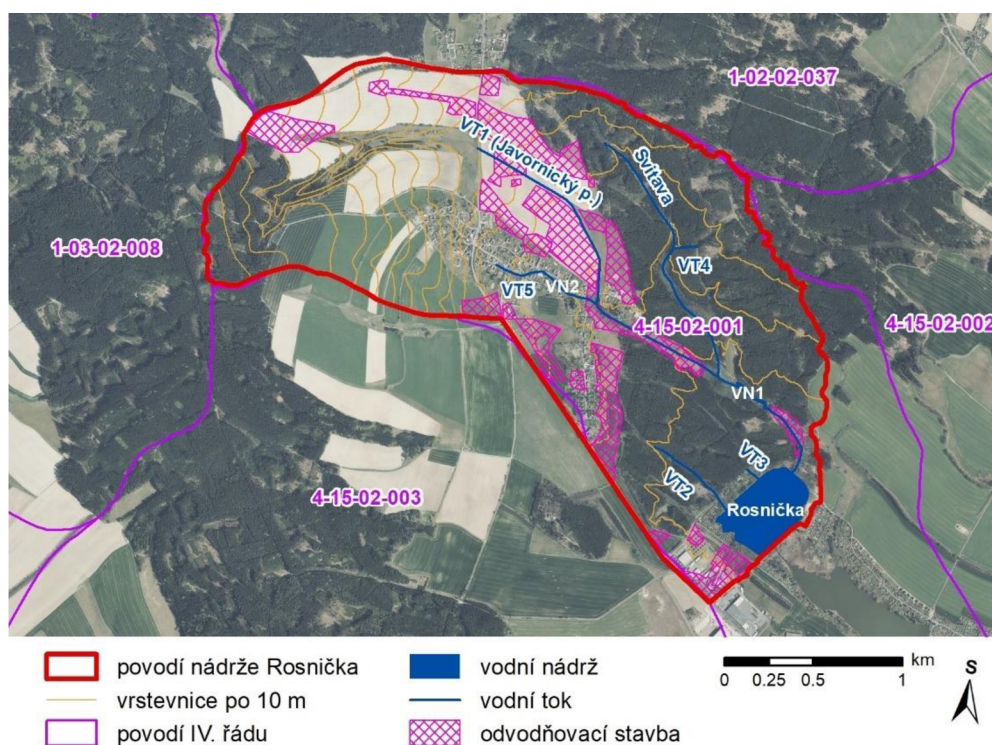 1-02-02-037
VT1 (Javornický p.)
Svitava
1-03-02-008
VT4
VT5
VN2
4-15-02-001
4-15-02-002
VN1
VT3
4-15-02-003
VT2
Rosnička
povodí nádrže Rosnička
vrstevnice po 10 m
povodí IV. řádu
vodní nádrž
vodní tok
odvodňovací stavba
km
0 0.25 0.5 1
S